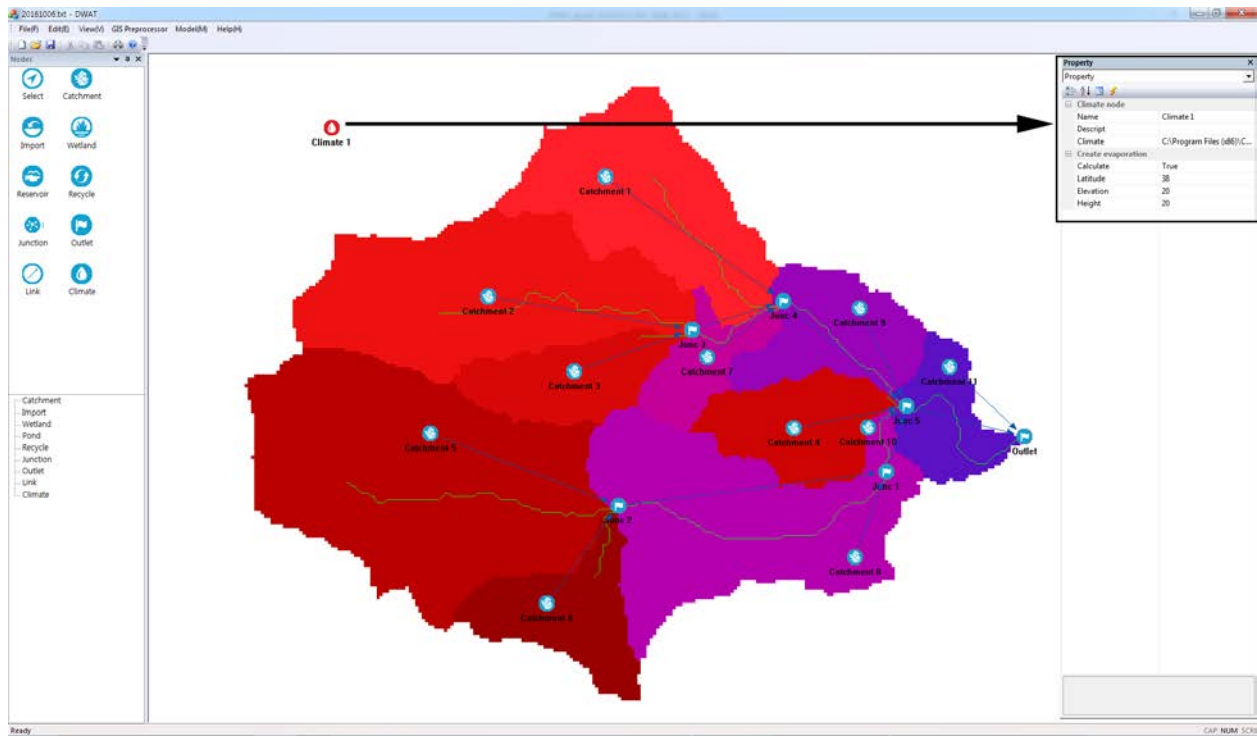 20161006.txt - DWAT
File(F) Edit(E) View(V) GIS Preprocessor Model(M) Help(H)
Nodes
Select Catchment
Import Wetland
Reservoir Recycle
Junction Outlet
Link Climate
Catchment
Import
Wetland
Pond
Recycle
Junction
Outlet
Link
Climate
Climate 1
Catchment 1
Catchment 2
Junc 4
Catchment 9
Junc 3
Catchment 7
Catchment 3
Catchment 11
Junc 5
Catchment 5
Catchment 4
Catchment 10
Outlet
Junc 1
Junc 2
Catchment 8
Catchment 6
Property
Property
Climate node
Name Climate 1
Descript
Climate C:\Program Files (x86)\C...
Create evaporation
Calculate True
Latitude 38
Elevation 20
Height 20
Ready
CAP NUM SCRL